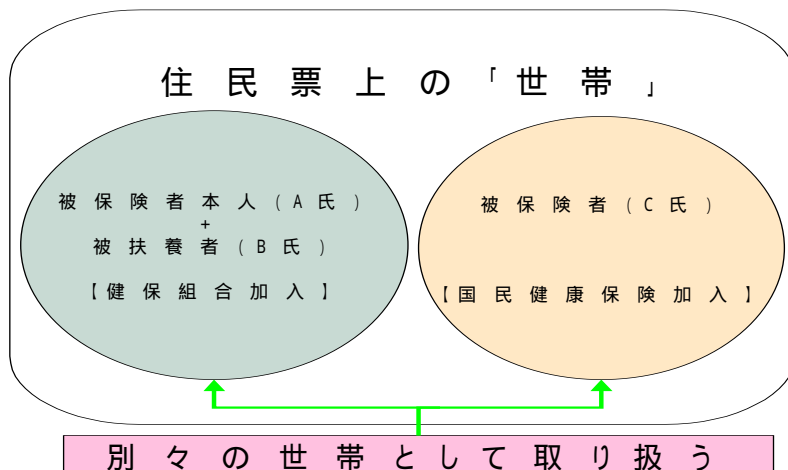 住民票上の「世帯」
被保険者本人(A氏)
+
被扶養者(B氏)
【健保組合加入】
被保険者(C氏)
【国民健康保険加入】
別々の世帯として取り扱う